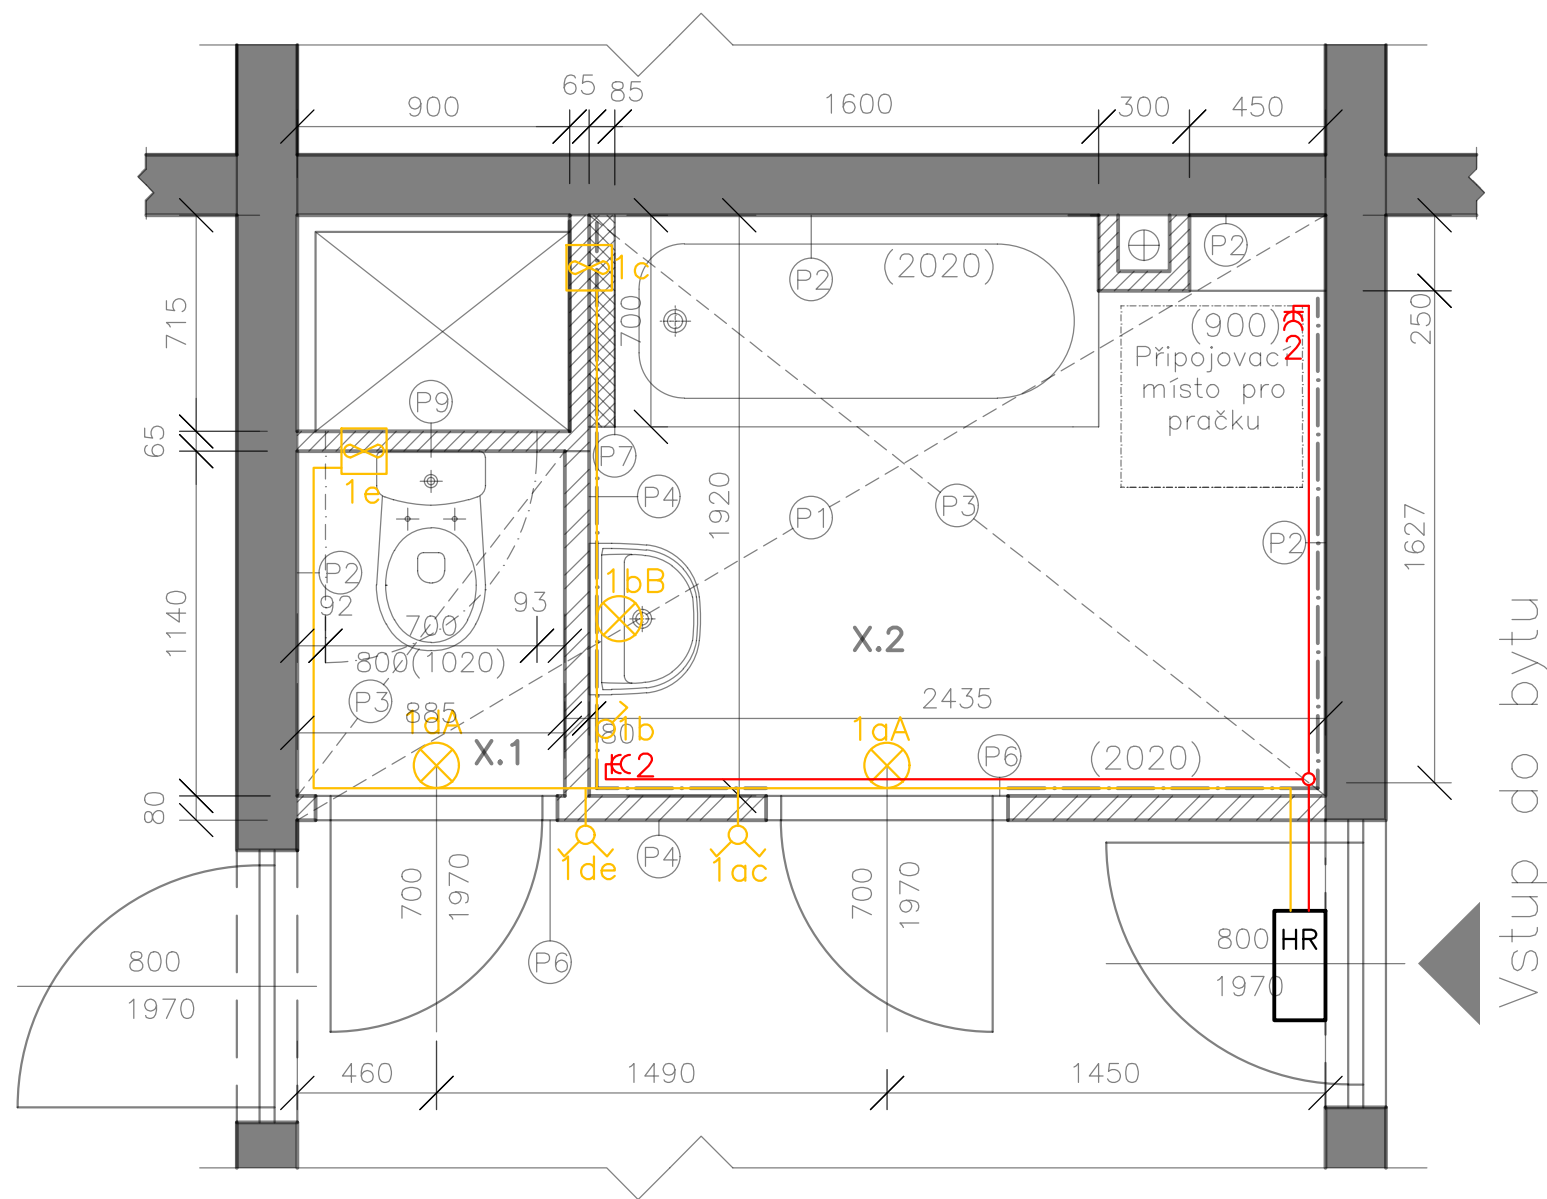 65
85
900
1600
300
450
1c
(2020)
P2
P2
700
715
250
(900)
2
Připojovací
místo pro
pračku
P9
65
P7
1e
P4
1920
P1
P3
P2
1627
P2
1bB
92
93
1140
700
800(1020)
X.2
P3
885
1dA
2435
1b
80
1aA
X.1
P6
(2020)
2
80
P4
1de
1ac
700
1970
700
1970
P6
800
1970
800
HR
1970
Vstup do bytu
460
1490
1450